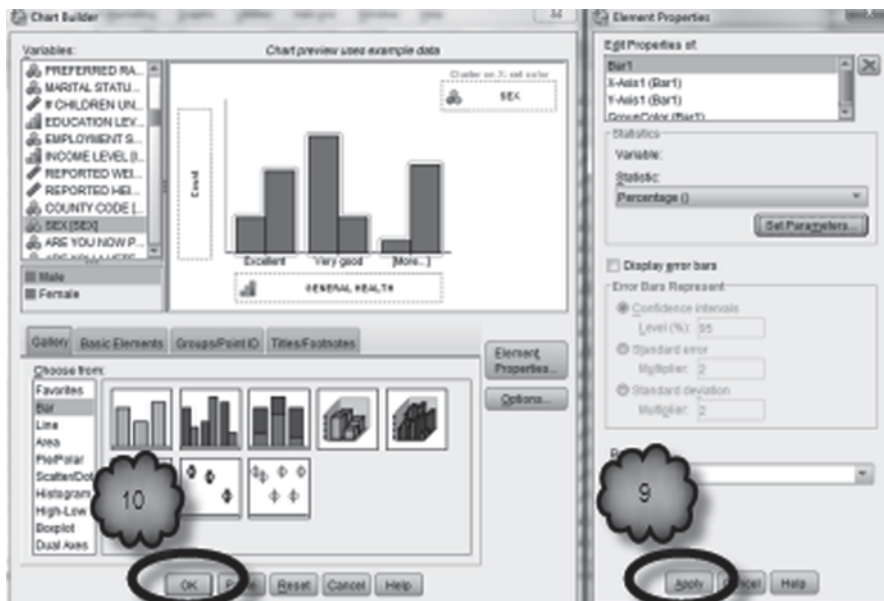 Chart Builder
Variables:
PREFERRED RA...
MARITAL STATU...
# CHILDREN UN...
EDUCATION LEV...
EMPLOYMENT S...
INCOME LEVEL [I...
REPORTED WEI...
REPORTED HEI...
COUNTY CODE [...
SEX [SEX]
ARE YOU NOW P...
Male
Female
Chart preview uses example data
Cluster on X: set color
SEX
Count
Excellent
Very good
[More...]
GENERAL HEALTH
Gallery
Basic Elements
Groups/Point ID
Titles/Footnotes
Choose from:
Favorites
Bar
Line
Area
Pie/Polar
Scatter/Dot
Histogram
High-Low
Boxplot
Dual Axes
10
Element Properties...
Options...
OK
Reset
Cancel
Help
Element Properties
Edit Properties of:
Bar1
X-Axis1 (Bar1)
Y-Axis1 (Bar1)
GroupColor (Bar1)
Statistics
Variable:
Statistic:
Percentage ()
Set Parameters...
Display error bars
Error Bars Represent
Confidence intervals
Level (%): 95
Standard error
Multiplier: 2
Standard deviation
Multiplier: 2
9
Apply
Help